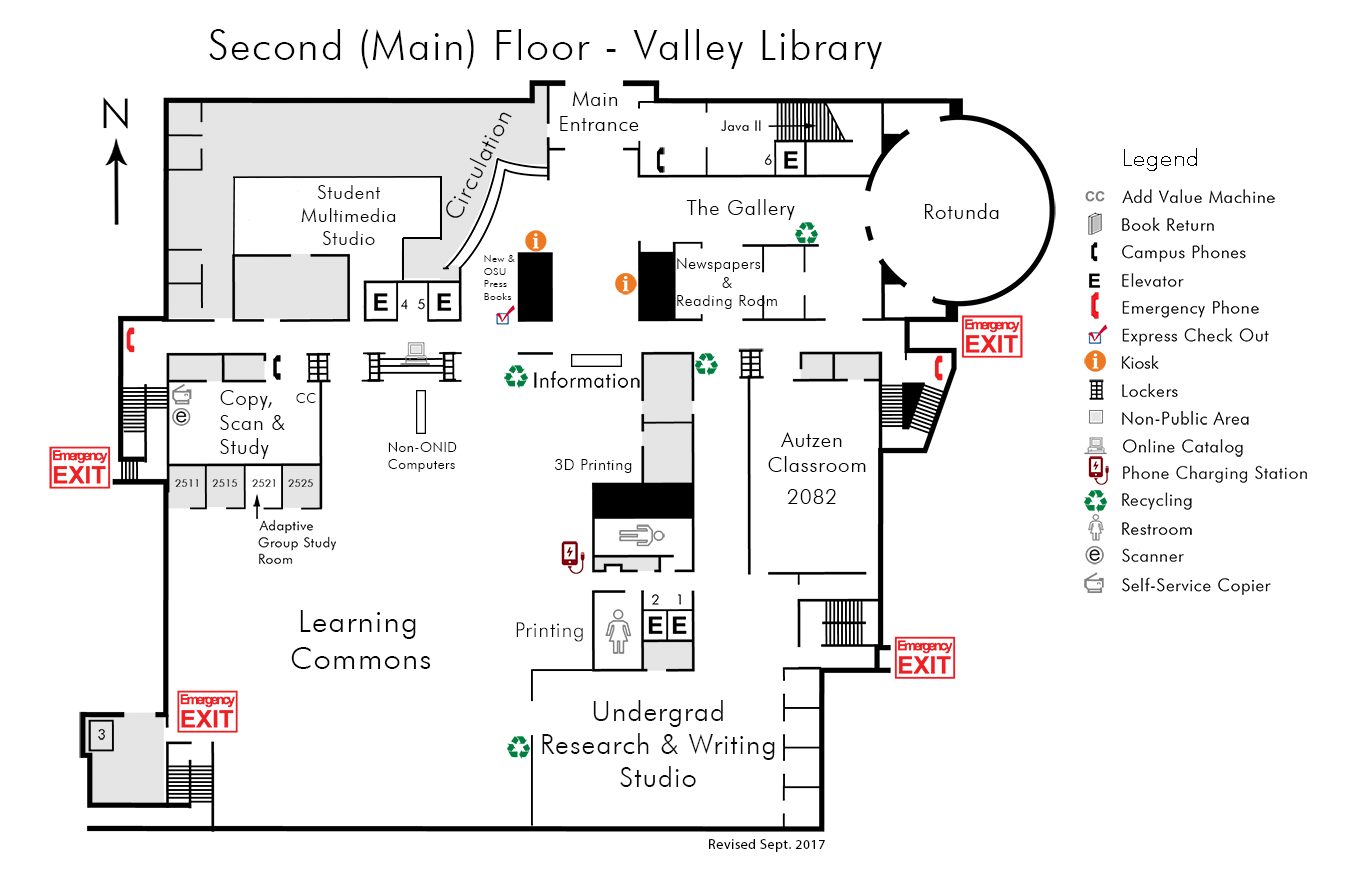 Second (Main) Floor - Valley Library
N
Main
Entrance
Java II
6
E
Circulation
Student
Multimedia
Studio
The Gallery
Rotunda
i
i
New &
OSU
Press
Books
Newspapers
&
Reading Room
E
4
5
E
Emergency
EXIT
Information
Copy,
Scan &
Study
CC
e
Non-ONID
Computers
3D Printing
Autzen
Classroom
2082
Emergency
EXIT
2511
2515
2521
2525
Adaptive
Group Study
Room
Learning
Commons
Printing
2
1
E
E
Emergency
EXIT
Emergency
EXIT
3
Undergrad
Research & Writing
Studio
Revised Sept. 2017
Legend
CC Add Value Machine
Book Return
Campus Phones
E Elevator
Emergency Phone
Express Check Out
i Kiosk
Lockers
Non-Public Area
Online Catalog
Phone Charging Station
Recycling
Restroom
e Scanner
Self-Service Copier